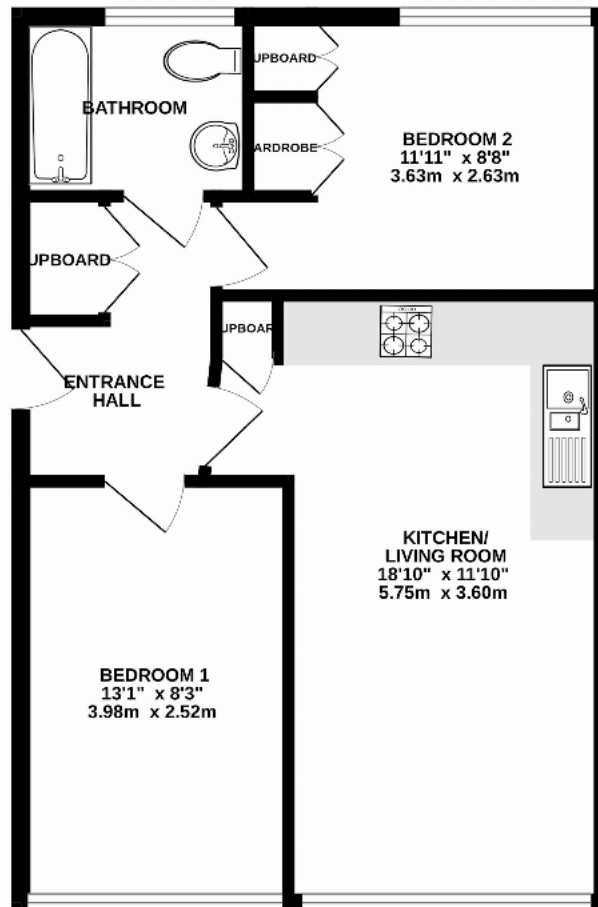 UPBOARD
BATHROOM
ARDROBE
BEDROOM 2
11'11" x 8'8"
3.63m x 2.63m
UPBOARD
UPBOAR
ENTRANCE
HALL
KITCHEN/
LIVING ROOM
18'10" x 11'10"
5.75m x 3.60m
BEDROOM 1
13'1" x 8'3"
3.98m x 2.52m